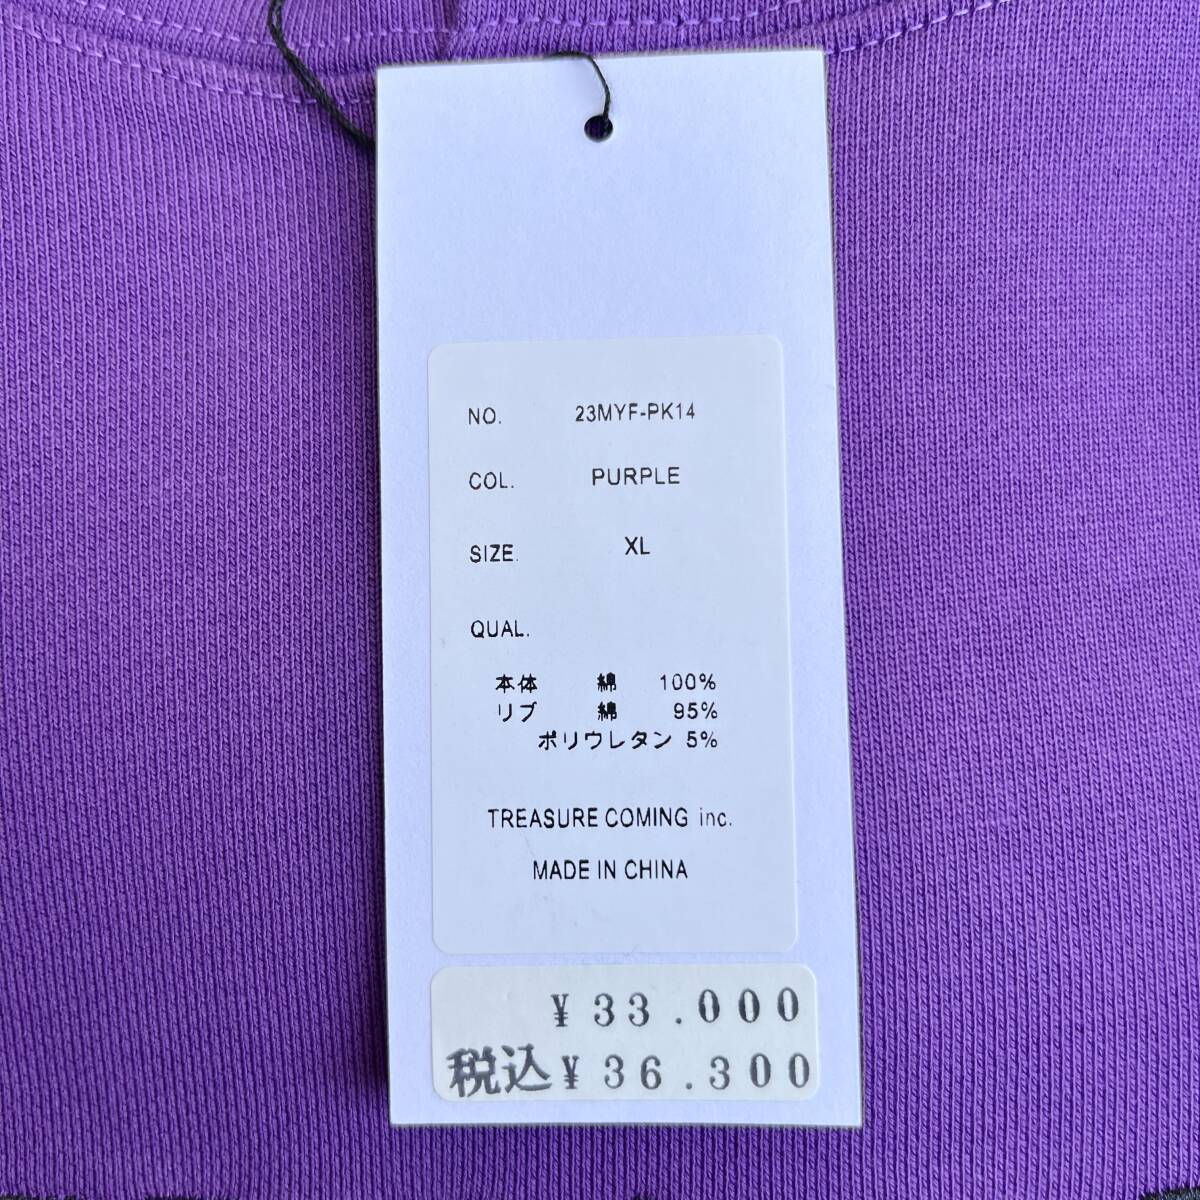 NO. 23MYF-PK14
COL. PURPLE
SIZE. XL
QUAL.
本体 綿 100%
リブ 綿 95%
ポリウレタン 5%
TREASURE COMING inc.
MADE IN CHINA
¥33.000
税込¥36.300